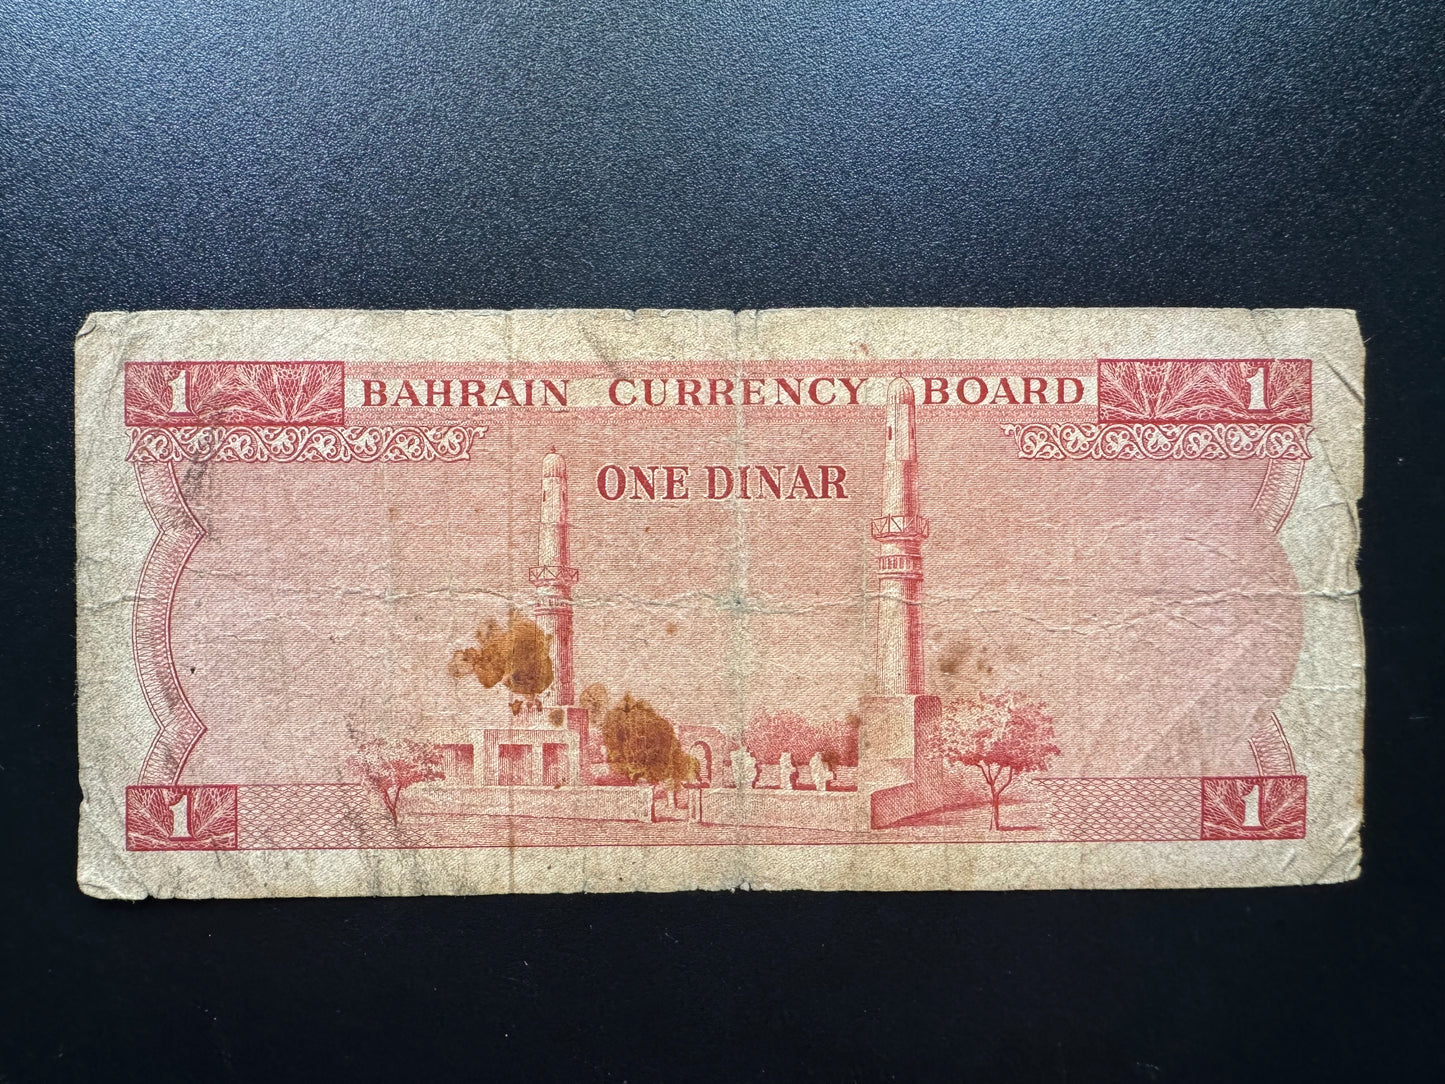 1 BAHRAIN CURRENCY BOARD 1
ONE DINAR
1 1